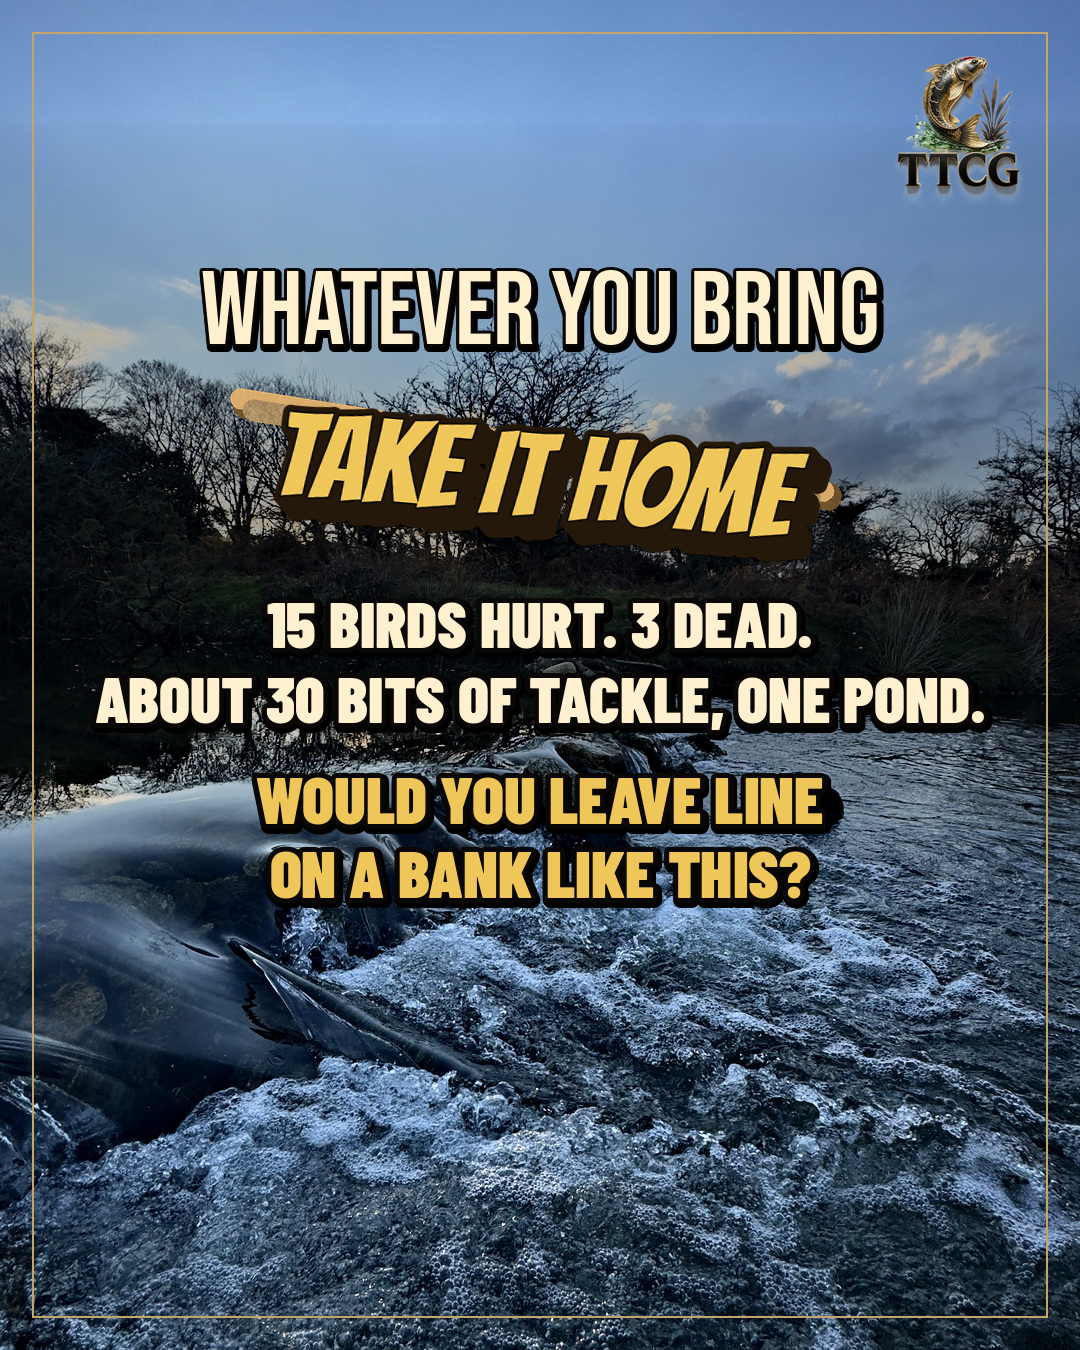 TTCG
WHATEVER YOU BRING
TAKE IT HOME
15 BIRDS HURT. 3 DEAD.
ABOUT 30 BITS OF TACKLE, ONE POND.
WOULD YOU LEAVE LINE
ON A BANK LIKE THIS?